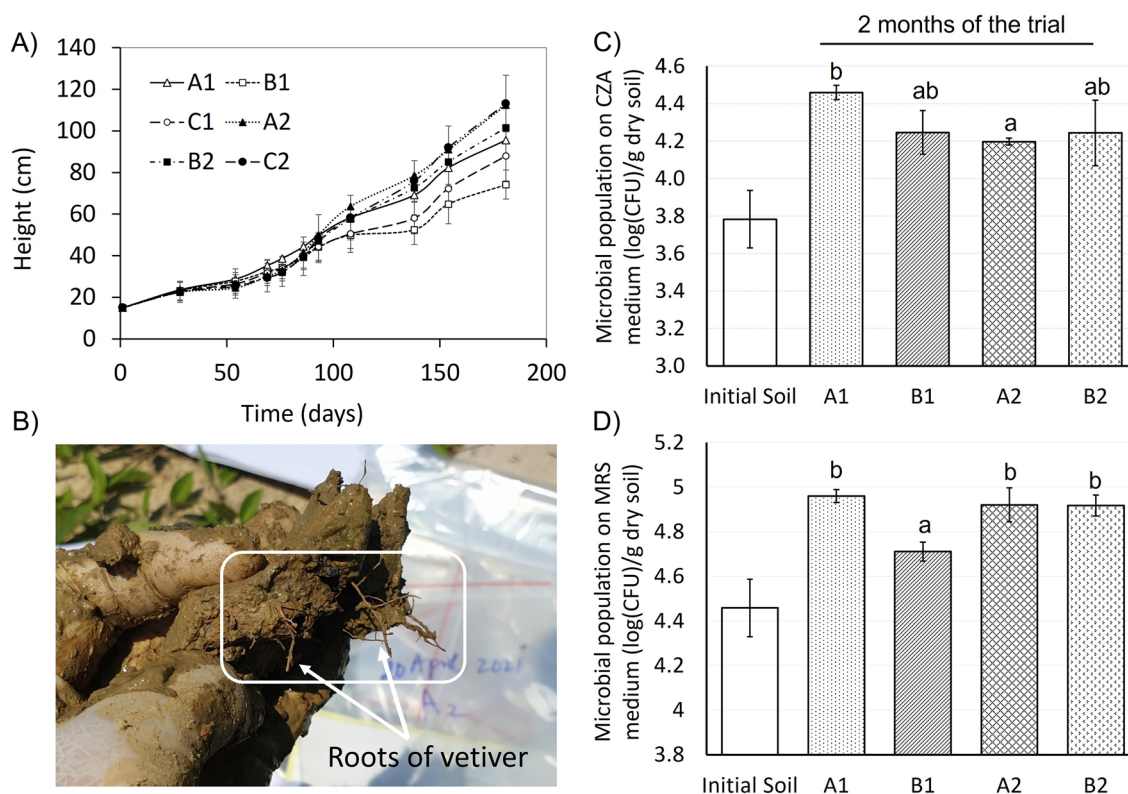 A)
140
120
100
80
60
40
20
0
Height (cm)
A1 B1
C1 A2
B2 C2
0 50 100 150 200
Time (days)
B)
20 April 2021
A2
Roots of vetiver
2 months of the trial
C)
4.6
4.4
4.2
4.0
3.8
3.6
3.4
3.2
3.0
Microbial population on CZA
medium (log(CFU)/g dry soil)
b ab a ab
Initial Soil A1 B1 A2 B2
D)
5.2
5
4.8
4.6
4.4
4.2
4
3.8
Microbial population on MRS
medium (log(CFU)/g dry soil)
b a b b
Initial Soil A1 B1 A2 B2